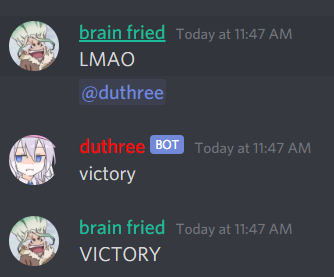 brain fried Today at 11:47 AM
LMAO
@duthree
duthree BOT Today at 11:47 AM
victory
brain fried Today at 11:47 AM
VICTORY